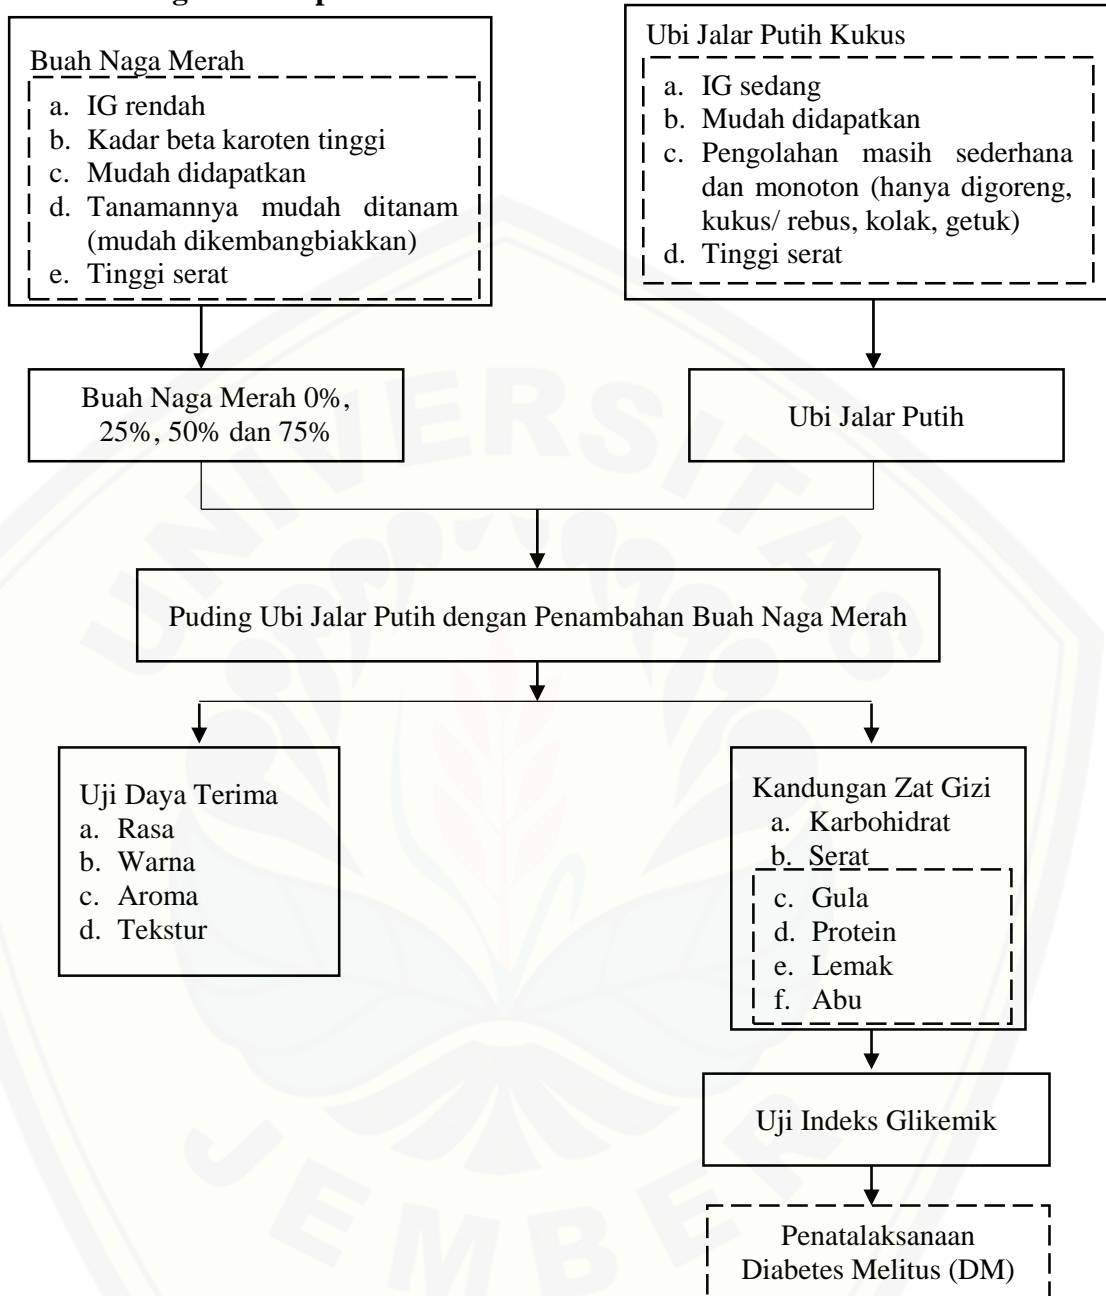 Buah Naga Merah
a. IG rendah
b. Kadar beta karoten tinggi
c. Mudah didapatkan
d. Tanamannya mudah ditanam
(mudah dikembangbiakkan)
e. Tinggi serat
Ubi Jalar Putih Kukus
a. IG sedang
b. Mudah didapatkan
c. Pengolahan masih sederhana
dan monoton (hanya digoreng,
kukus/ rebus, kolak, getuk)
d. Tinggi serat
Buah Naga Merah 0%,
25%, 50% dan 75%
Ubi Jalar Putih
Puding Ubi Jalar Putih dengan Penambahan Buah Naga Merah
Uji Daya Terima
a. Rasa
b. Warna
c. Aroma
d. Tekstur
Kandungan Zat Gizi
a. Karbohidrat
b. Serat
c. Gula
d. Protein
e. Lemak
f. Abu
Uji Indeks Glikemik
Penatalaksanaan
Diabetes Melitus (DM)
UNIVERSITAS
JEMBER